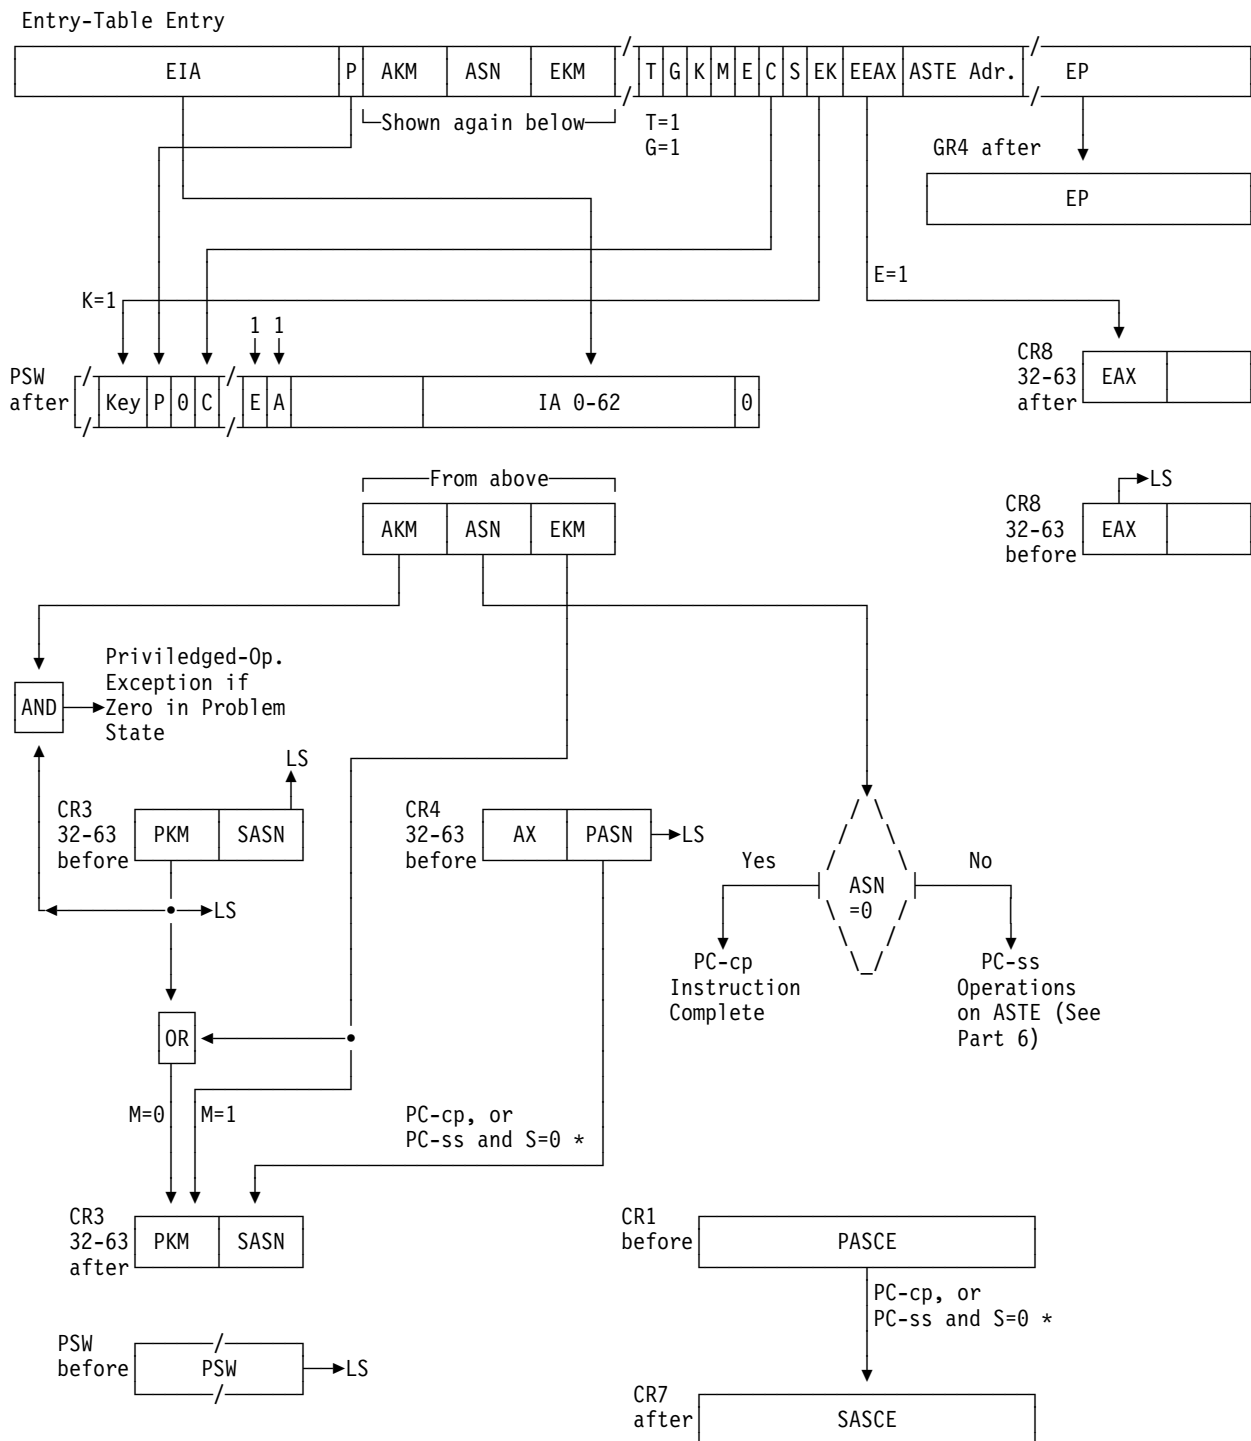 Entry-Table Entry
EIA P AKM ASN EKM T G K M E C S EK EEAX ASTE Adr. EP
Shown again below
T=1
G=1
GR4 after
EP
E=1
K=1
1 1
PSW
after
Key P 0 C E A IA 0-62 0
CR8
32-63
after
EAX
From above
AKM ASN EKM
LS
CR8
32-63
before
EAX
Priviledged-Op.
Exception if
Zero in Problem
State
AND
LS
CR3
32-63
before
PKM SASN
CR4
32-63
before
AX PASN
LS
Yes
No
ASN
=0
LS
PC-cp
Instruction
Complete
PC-ss
Operations
on ASTE (See
Part 6)
OR
M=0 M=1
PC-cp, or
PC-ss and S=0 *
CR3
32-63
after
PKM SASN
CR1
before
PASCE
PC-cp, or
PC-ss and S=0 *
PSW
before
PSW
LS
CR7
after
SASCE